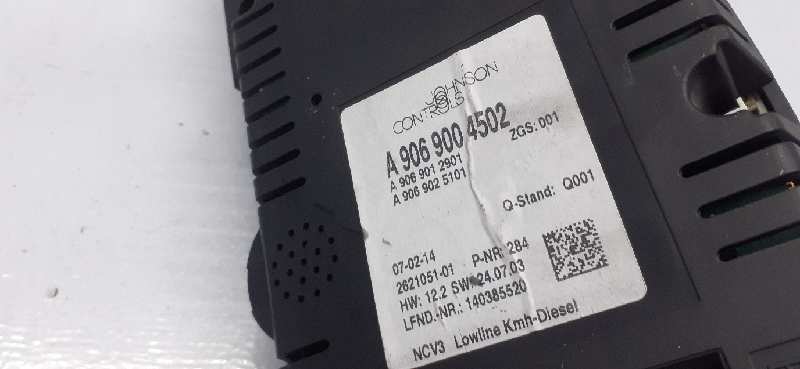 JOHNSON
CONTROLS
A 906 900 4502
ZGS: 001
A 906 901 2901
A 906 902 5101
Q-Stand: Q001
07-02-14
2621051-01 P-NR: 284
HW: 12.2 SW: 24.07.03
LFND.-NR.: 140385520
NCV3 Lowline Kmh-Diesel